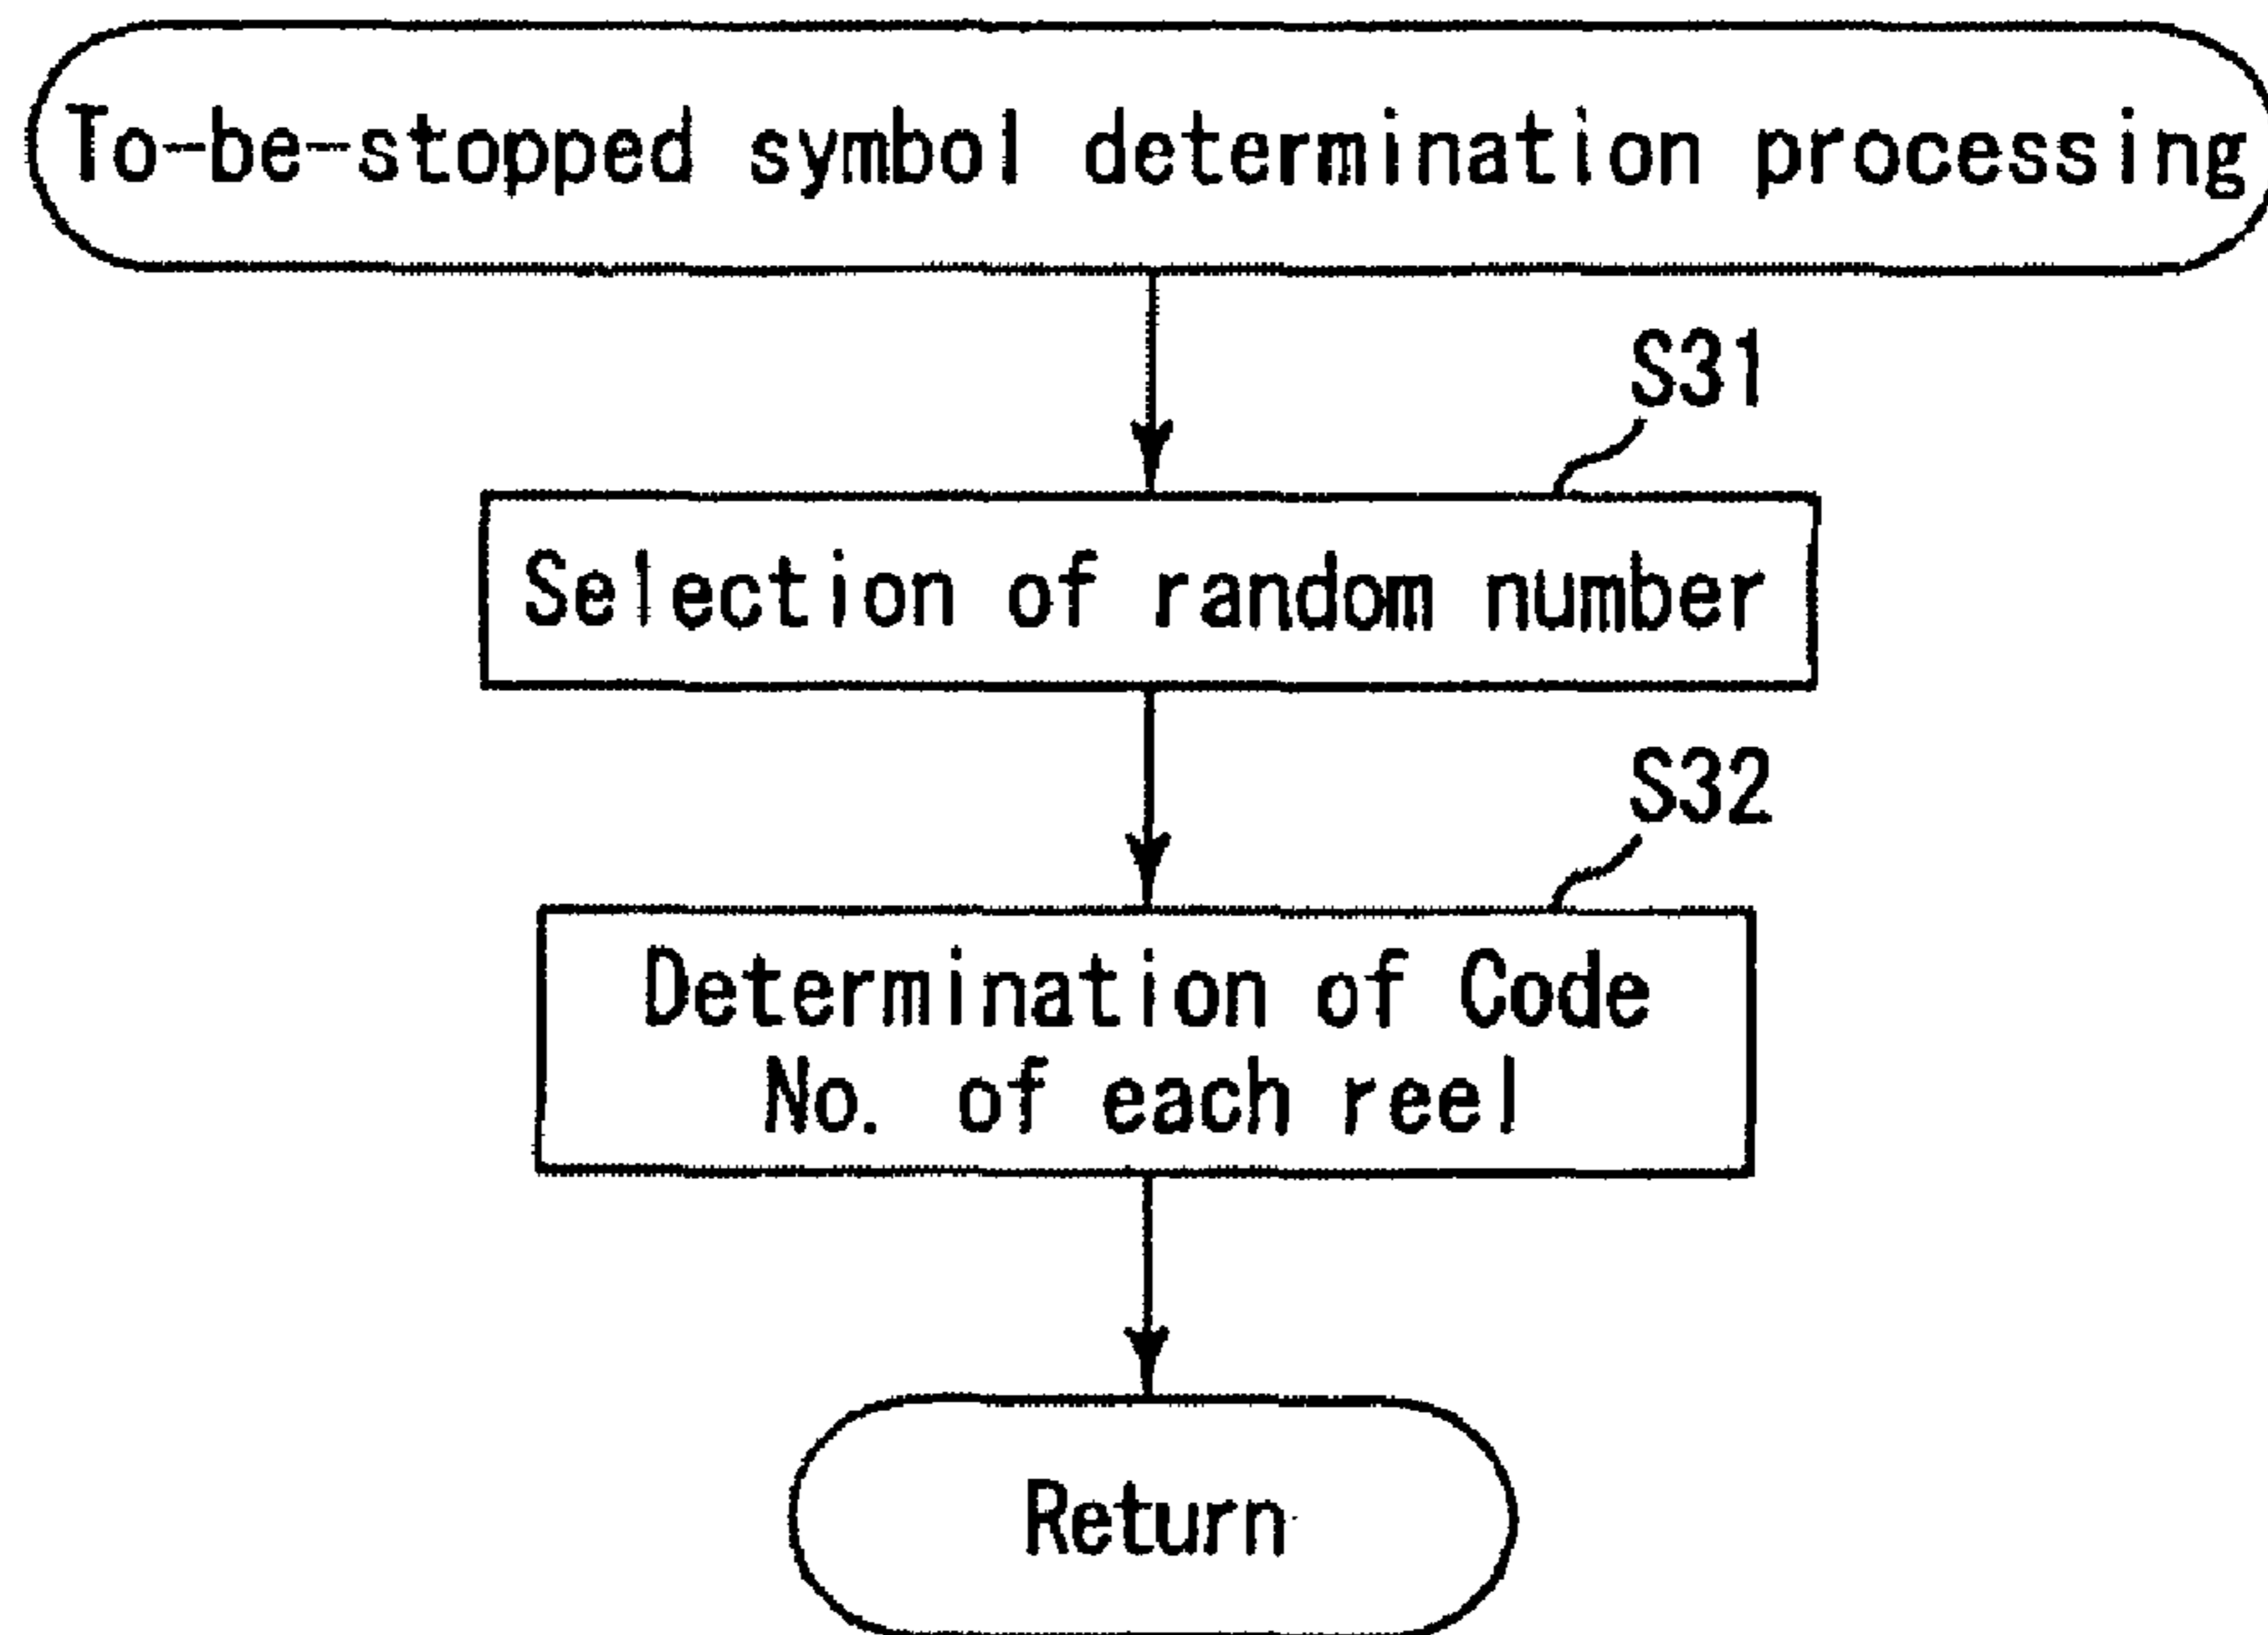 To-be-stopped symbol determination processing
S31
Selection of random number
S32
Determination of Code
No. of each reel
Return